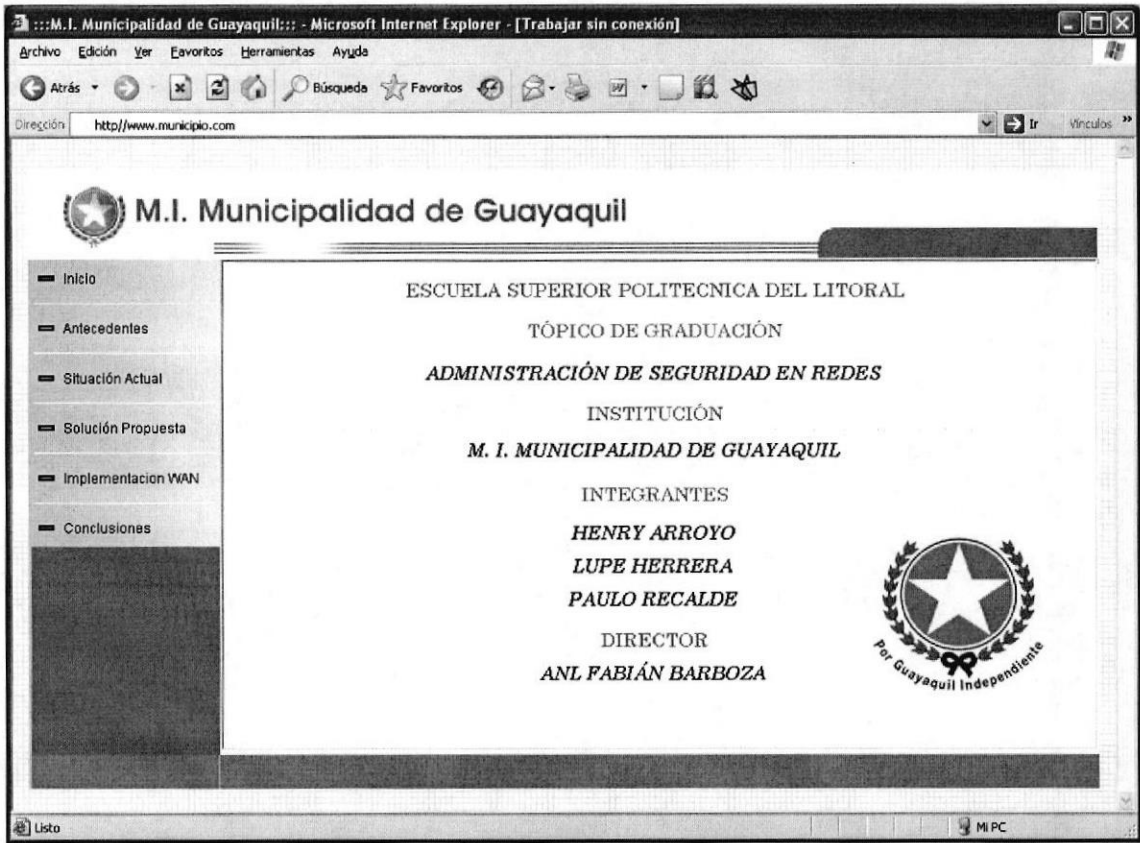 :::M.I. Municipalidad de Guayaquil::: - Microsoft Internet Explorer - [Trabajar sin conexión]
Archivo Edición Ver Favoritos Herramientas Ayuda
Atrás Búsqueda Favoritos
Dirección http//www.municipio.com Ir Vínculos »
M.I. Municipalidad de Guayaquil
Inicio
Antecedentes
Situación Actual
Solución Propuesta
Implementacion WAN
Conclusiones
ESCUELA SUPERIOR POLITECNICA DEL LITORAL
TÓPICO DE GRADUACIÓN
ADMINISTRACIÓN DE SEGURIDAD EN REDES
INSTITUCIÓN
M. I. MUNICIPALIDAD DE GUAYAQUIL
INTEGRANTES
HENRY ARROYO
LUPE HERRERA
PAULO RECALDE
DIRECTOR
ANL FABIÁN BARBOZA
Por Guayaquil Independiente
Listo Mi PC